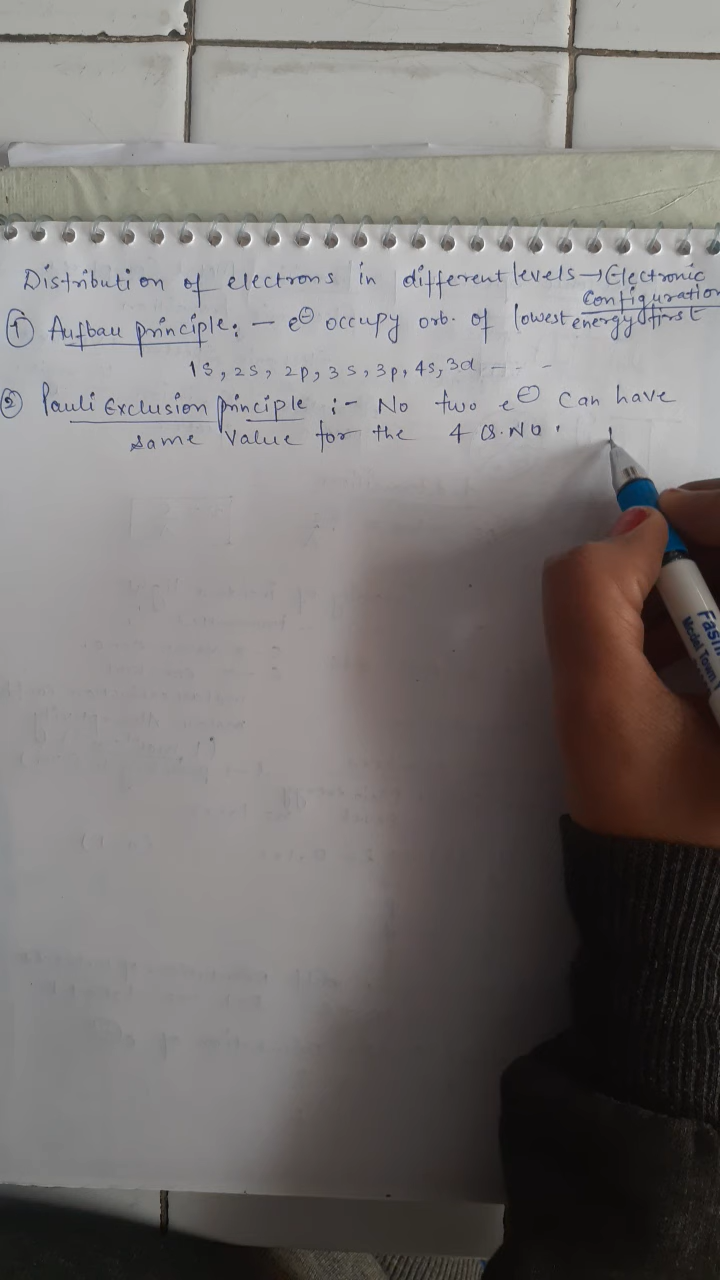 Distribution of electrons in different levels → Electronic
Configuration
① Aufbau principle: - e⊖ occupy orb. of lowest energy first
1s, 2s, 2p, 3s, 3p, 4s, 3d - - -
② Pauli Exclusion principle :- No two e⊖ can have
same value for the 4 Q.NO.
Model Town